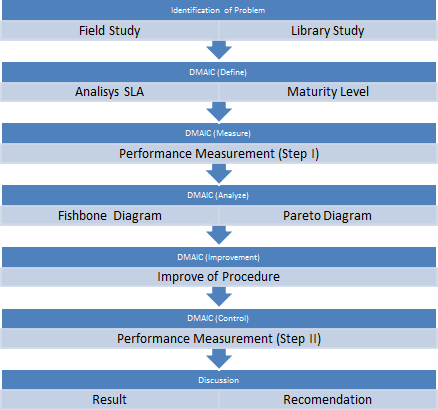 Identification of Problem
Field Study Library Study
DMAIC (Define)
Analisys SLA Maturity Level
DMAIC (Measure)
Performance Measurement (Step I)
DMAIC (Analyze)
Fishbone Diagram Pareto Diagram
DMAIC (Improvement)
Improve of Procedure
DMAIC (Control)
Performance Measurement (Step II)
Discussion
Result Recomendation